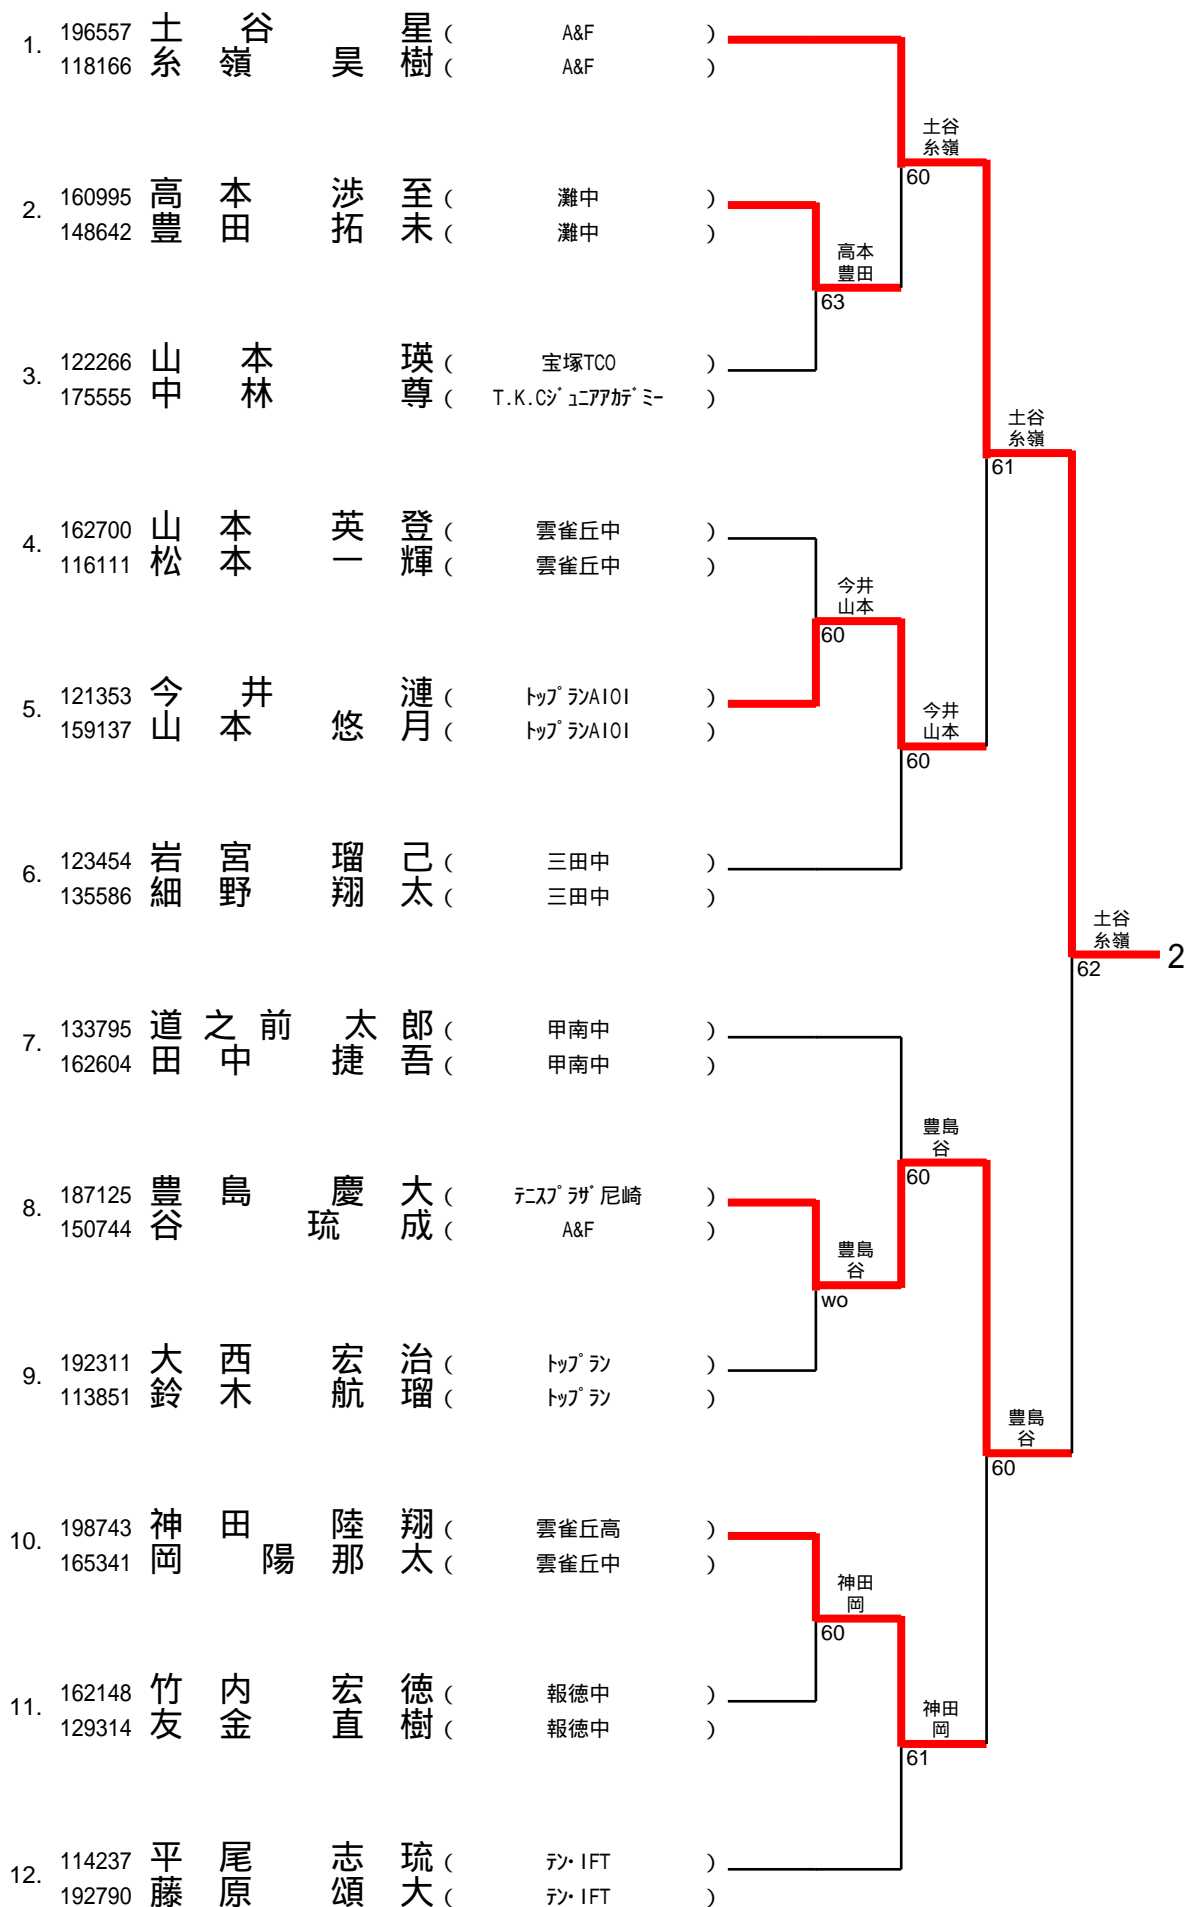 1. 196557 土谷 星 ( A&F )
118166 糸嶺 昊樹 ( A&F )
土谷
糸嶺
60
2. 160995 高本 渉至 ( 灘中 )
148642 豊田 拓未 ( 灘中 )
高本
豊田
63
3. 122266 山本 瑛 ( 宝塚TCO )
175555 中林 尊 ( T.K.Cｼﾞｭﾆｱｱｶﾃﾞﾐｰ )
土谷
糸嶺
61
4. 162700 山本 英登 ( 雲雀丘中 )
116111 松本 一輝 ( 雲雀丘中 )
今井
山本
60
5. 121353 今井 漣 ( ﾄｯﾌﾟﾗﾝAIOI )
159137 山本 悠月 ( ﾄｯﾌﾟﾗﾝAIOI )
今井
山本
60
6. 123454 岩宮 瑠己 ( 三田中 )
135586 細野 翔太 ( 三田中 )
土谷
糸嶺
62
2
7. 133795 道之前 太郎 ( 甲南中 )
162604 田中 捷吾 ( 甲南中 )
豊島
谷
60
8. 187125 豊島 慶大 ( ﾃﾆｽﾌﾟﾗｻﾞ尼崎 )
150744 谷 琉成 ( A&F )
豊島
谷
wo
9. 192311 大西 宏治 ( ﾄｯﾌﾟﾗﾝ )
113851 鈴木 航瑠 ( ﾄｯﾌﾟﾗﾝ )
豊島
谷
60
10. 198743 神田 陸翔 ( 雲雀丘高 )
165341 岡 陽那太 ( 雲雀丘中 )
神田
岡
60
11. 162148 竹内 宏徳 ( 報徳中 )
129314 友金 直樹 ( 報徳中 )
神田
岡
61
12. 114237 平尾 志琉 ( ﾃﾝ･IFT )
192790 藤原 頌大 ( ﾃﾝ･IFT )